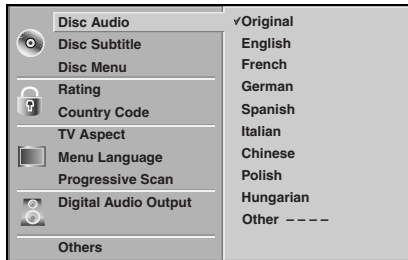 Disc Audio
Disc Subtitle
Disc Menu
Rating
Country Code
TV Aspect
Menu Language
Progressive Scan
Digital Audio Output
Others
✓Original
English
French
German
Spanish
Italian
Chinese
Polish
Hungarian
Other – – – –